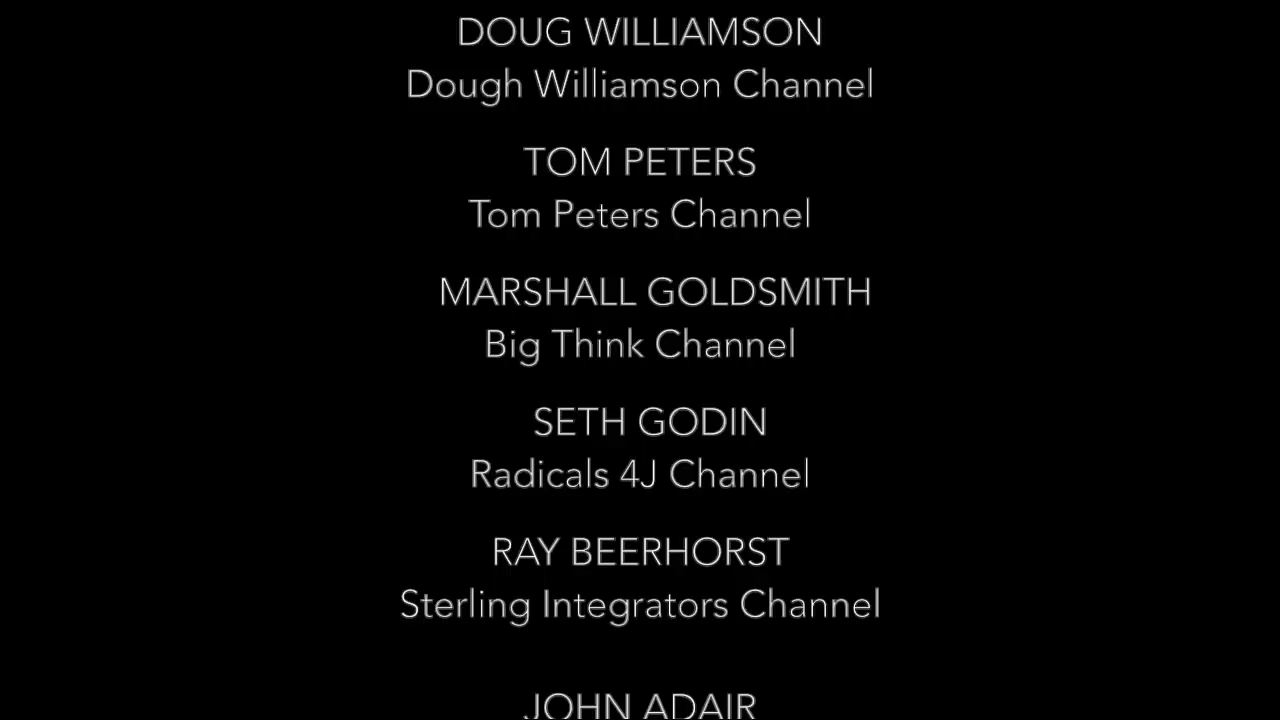 DOUG WILLIAMSON
Dough Williamson Channel
TOM PETERS
Tom Peters Channel
MARSHALL GOLDSMITH
Big Think Channel
SETH GODIN
Radicals 4J Channel
RAY BEERHORST
Sterling Integrators Channel
JOHN ADAIR